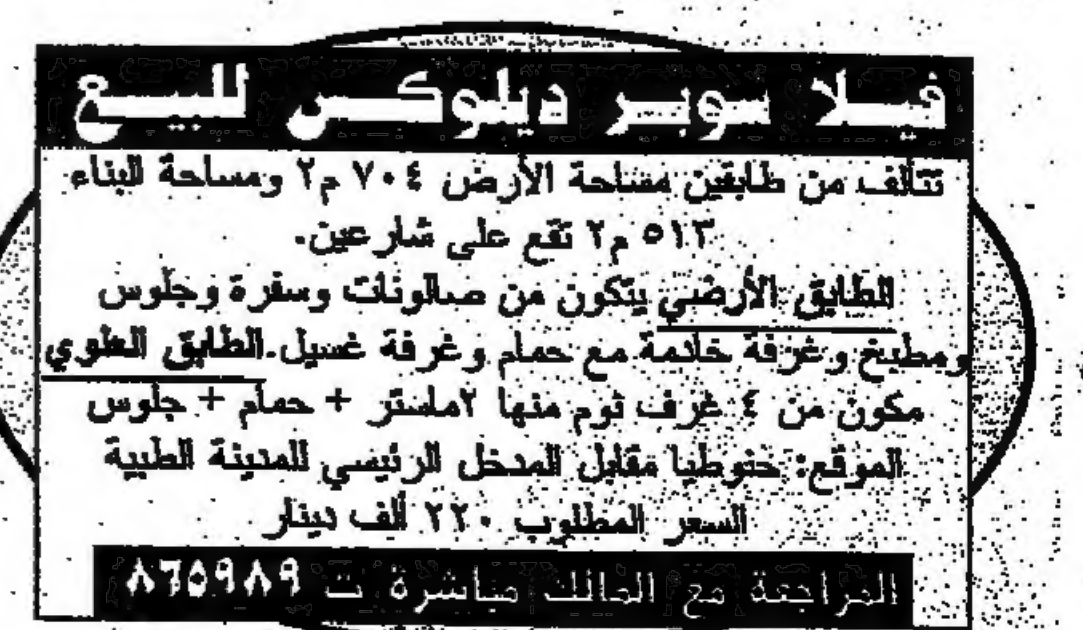 فيلا سوبر ديلوكس للبيع
تتألف من طابقين مساحة الأرض ٧٠٤ م٢ ومساحة البناء
٥١٣ م٢ تقع على شارعين.
الطابق الأرضي يتكون من صالونات وسفرة وجلوس
ومطبخ وغرفة خادمة مع حمام وغرفة غسيل.الطابق العلوي
مكون من ٤ غرف نوم منها ٢ماستر + حمام + جلوس
الموقع: خنوطيا مقابل المدخل الرئيسي للمدينة الطبية
السعر المطلوب ٢٢٠ ألف دينار
المراجعة مع المالك مباشرة ت ٨٦٥٩٨٩